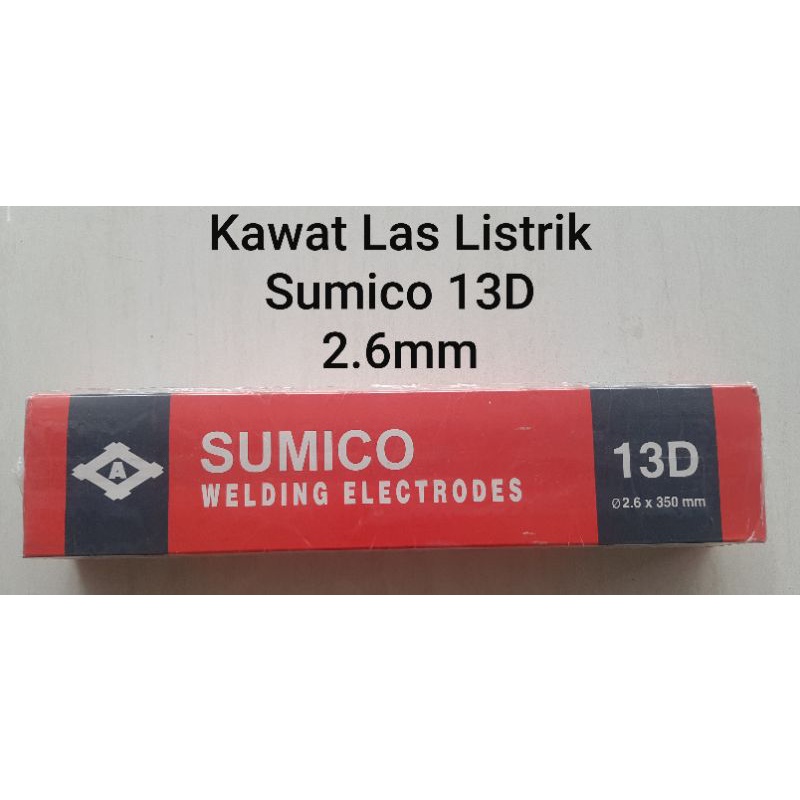 Kawat Las Listrik
Sumico 13D
2.6mm
A
SUMICO
WELDING ELECTRODES
13D
Ø2.6 x 350 mm